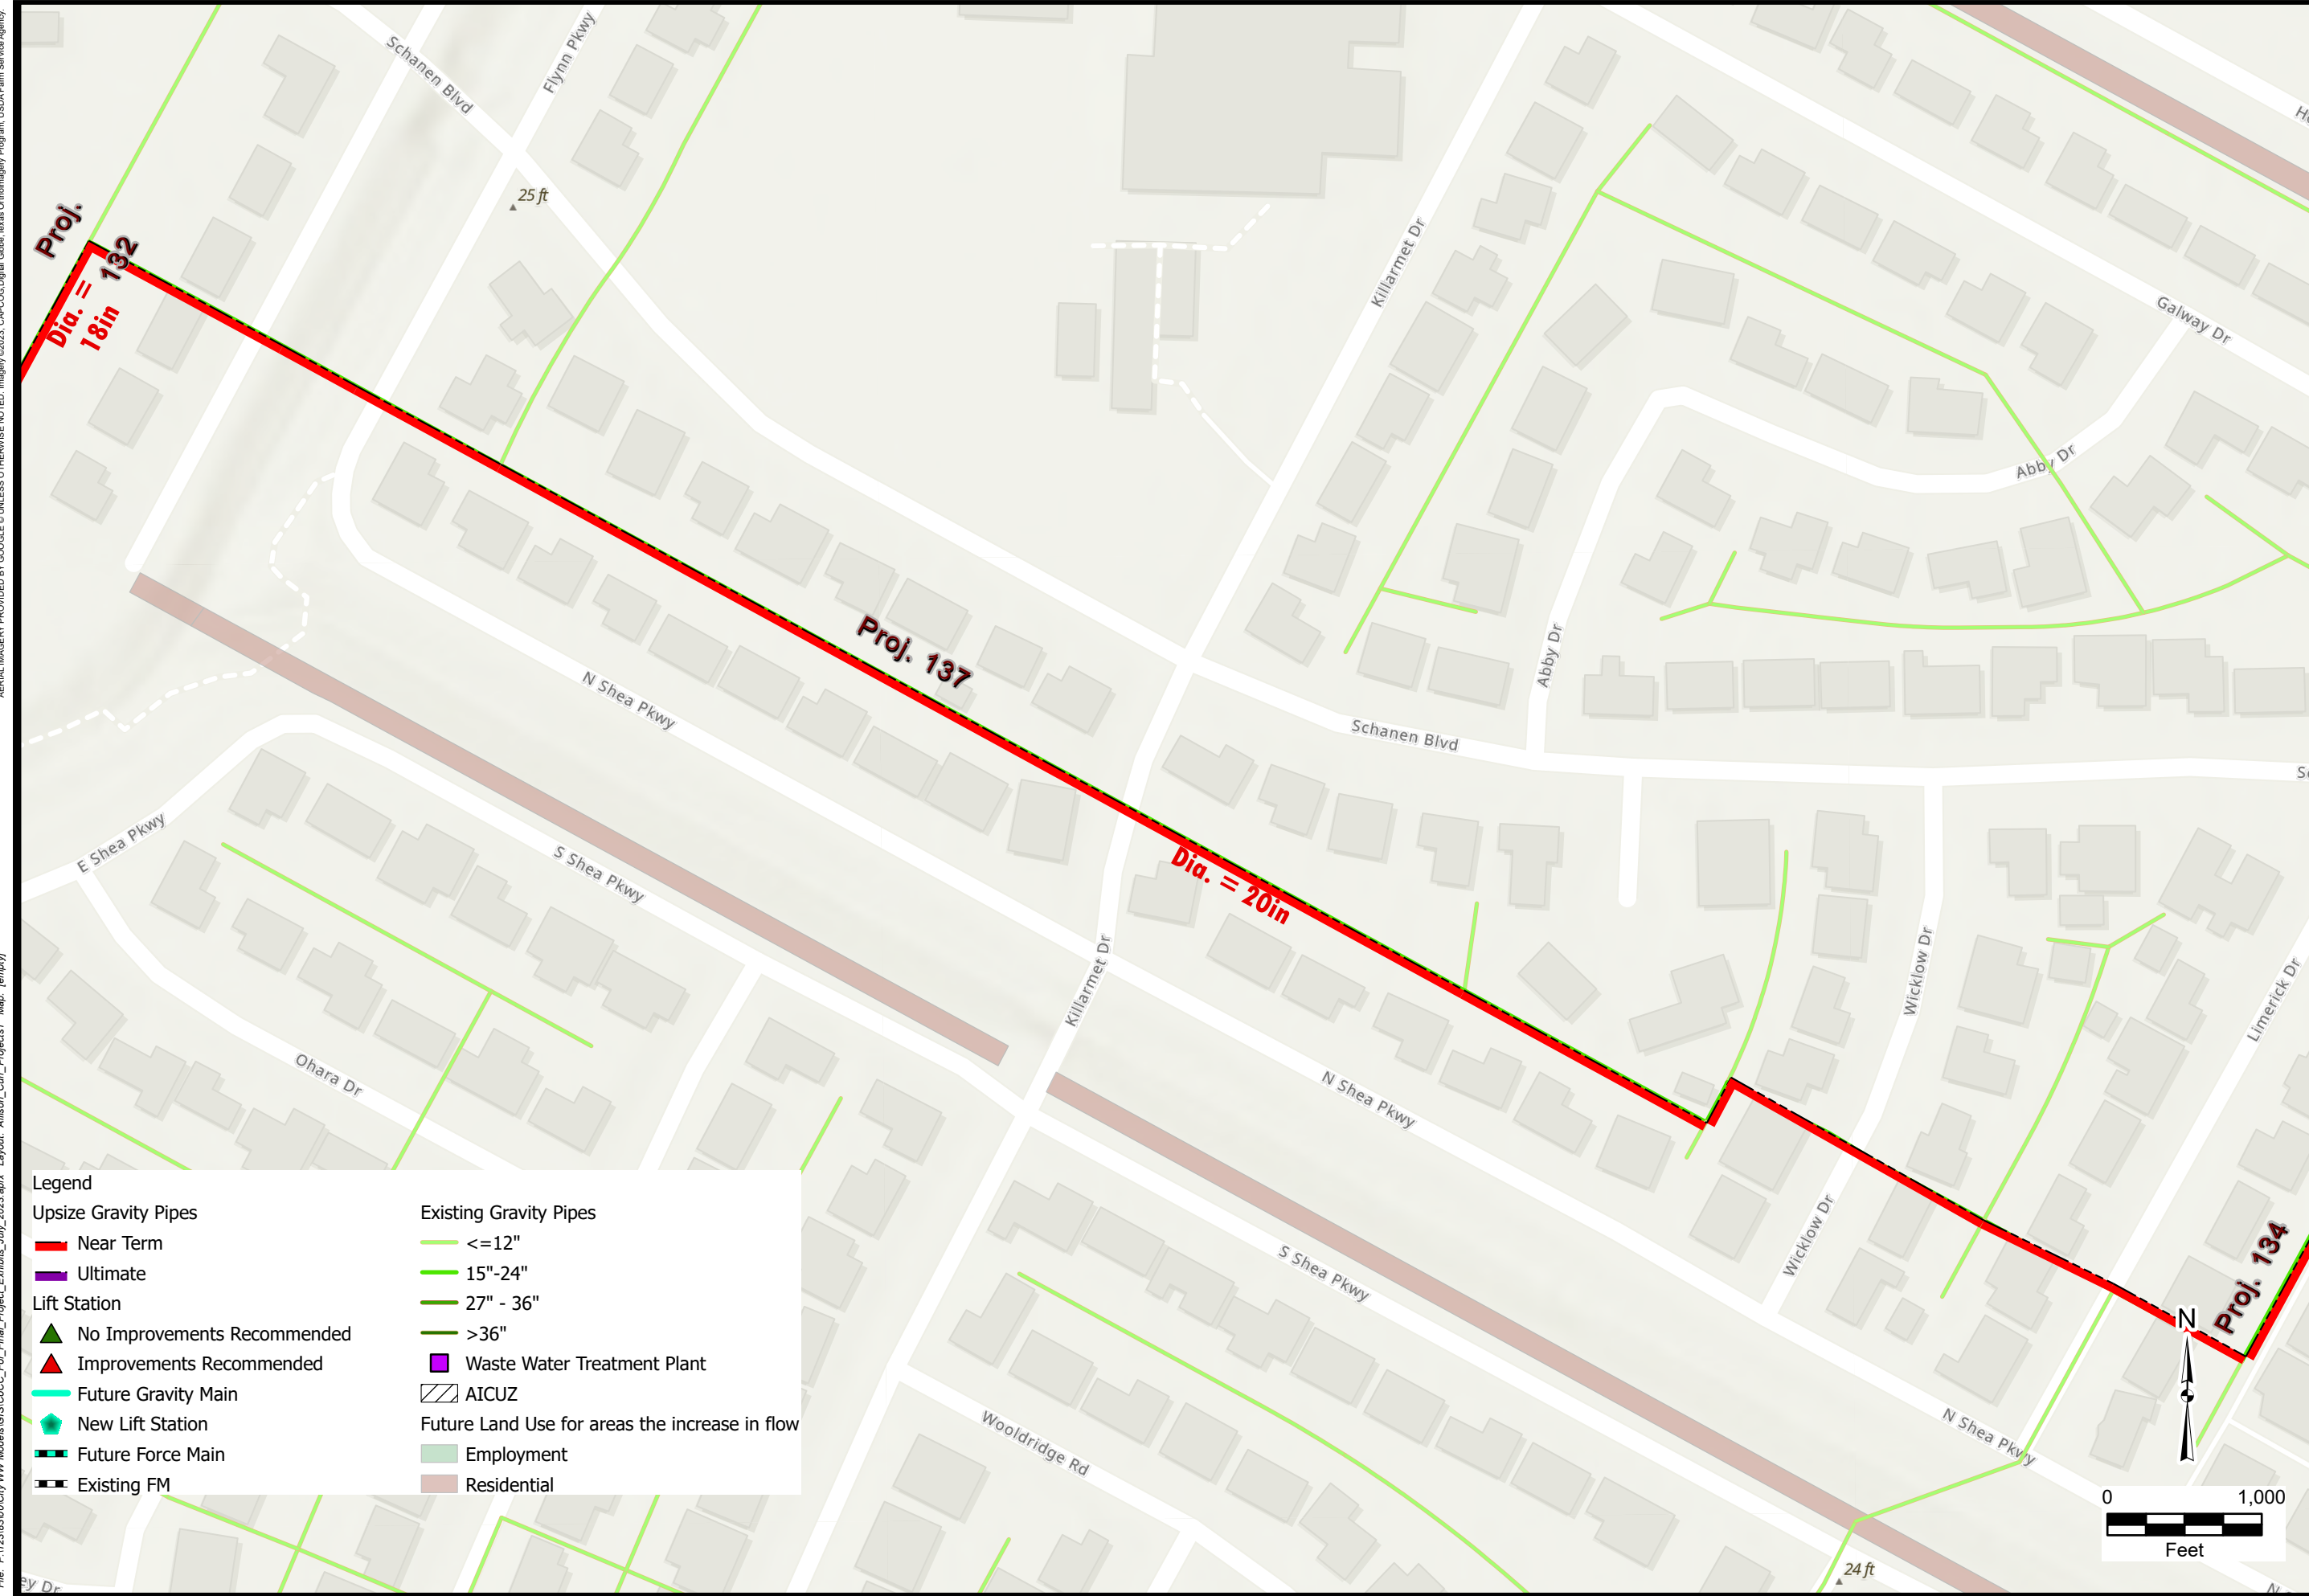 Schanen Blvd
Flynn Pkwy
25 ft
Proj.
132
Dia. =
18in
Killarmet Dr
Galway Dr
Abby Dr
Proj. 137
Abby Dr
N Shea Pkwy
Schanen Blvd
E Shea Pkwy
S Shea Pkwy
Dia. = 20in
Killarmet Dr
Wicklow Dr
Limerick Dr
Ohara Dr
N Shea Pkwy
Wicklow Dr
Proj. 134
S Shea Pkwy
Wooldridge Rd
N Shea Pkwy
24 ft
ey Dr
Legend
Upsize Gravity Pipes
Near Term
Ultimate
Lift Station
No Improvements Recommended
Improvements Recommended
Future Gravity Main
New Lift Station
Future Force Main
Existing FM
Existing Gravity Pipes
<=12"
15"-24"
27" - 36"
>36"
Waste Water Treatment Plant
AICUZ
Future Land Use for areas the increase in flow
Employment
Residential
N
0 1,000
Feet